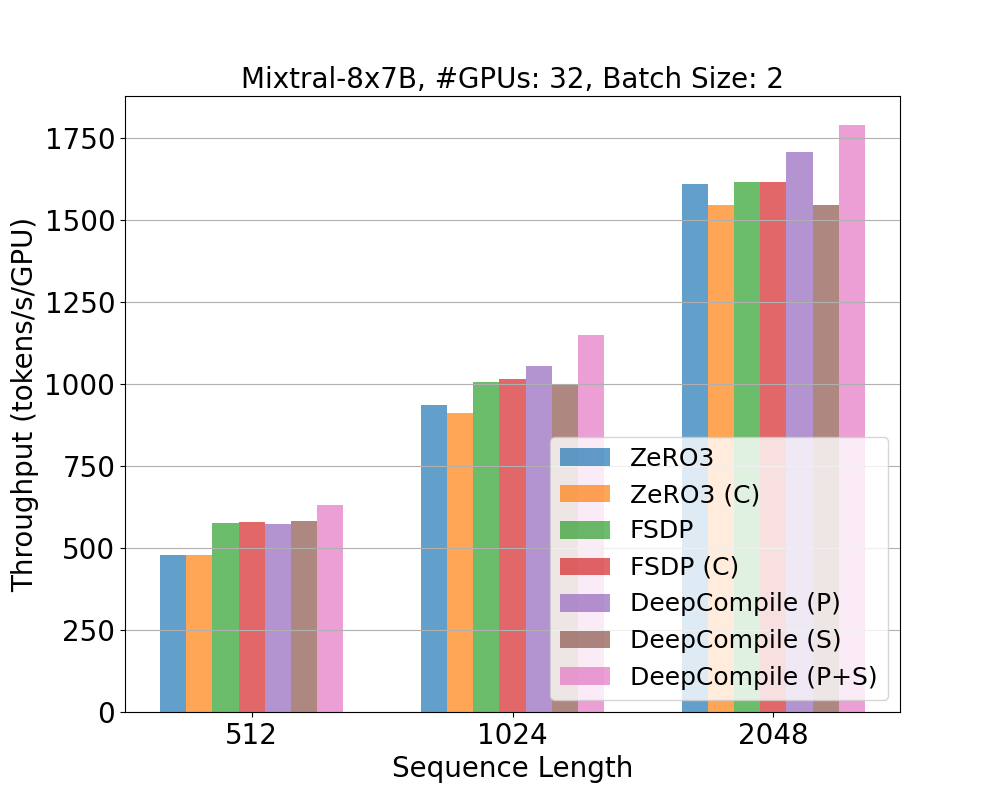 Mixtral-8x7B, #GPUs: 32, Batch Size: 2
Throughput (tokens/s/GPU)
1750
1500
1250
1000
750
500
250
0
ZeRO3
ZeRO3 (C)
FSDP
FSDP (C)
DeepCompile (P)
DeepCompile (S)
DeepCompile (P+S)
512 1024 2048
Sequence Length